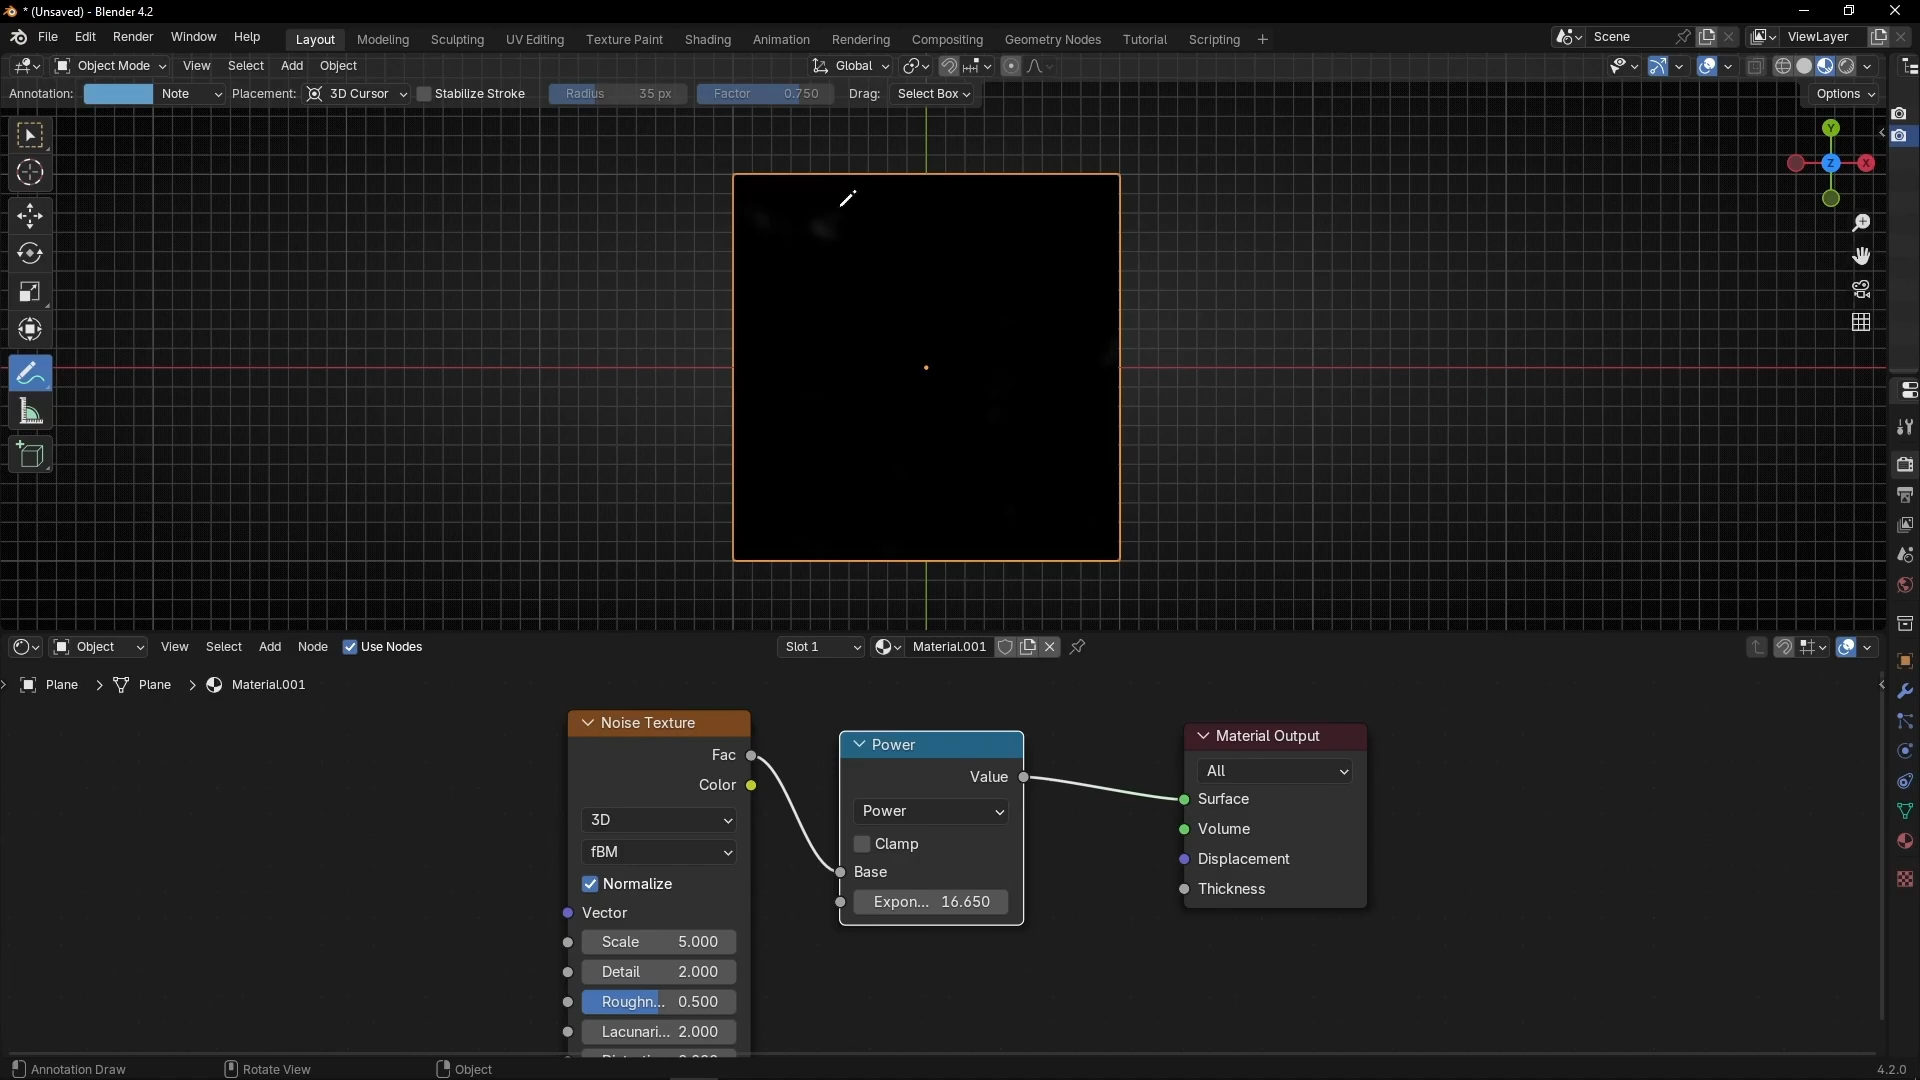 * (Unsaved) - Blender 4.2
File Edit Render Window Help Layout Modeling Sculpting UV Editing Texture Paint Shading Animation Rendering Compositing Geometry Nodes Tutorial Scripting + Scene ViewLayer
Object Mode View Select Add Object Global
Annotation: Note Placement: 3D Cursor Stabilize Stroke Radius 35 px Factor 0.750 Drag: Select Box Options
Y
Z X
Object View Select Add Node Use Nodes Slot 1 Material.001
Plane > Plane > Material.001
Noise Texture
Fac
Color
3D
fBM
Normalize
Vector
Scale 5.000
Detail 2.000
Roughn... 0.500
Lacunari... 2.000
Power
Value
Power
Clamp
Base
Expon... 16.650
Material Output
All
Surface
Volume
Displacement
Thickness
Annotation Draw Rotate View Object 4.2.0